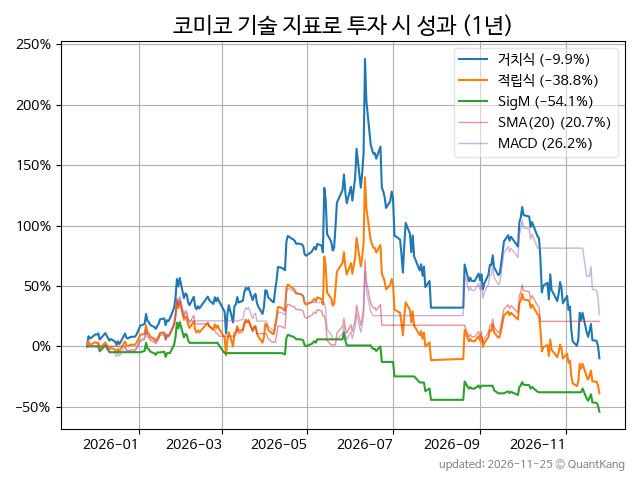 코미코 기술 지표로 투자 시 성과 (1년)
250%
200%
150%
100%
50%
0%
−50%
거치식 (−9.9%)
적립식 (−38.8%)
SigM (−54.1%)
SMA(20) (20.7%)
MACD (26.2%)
2026-01
2026-03
2026-05
2026-07
2026-09
2026-11
updated: 2026-11-25 © QuantKang